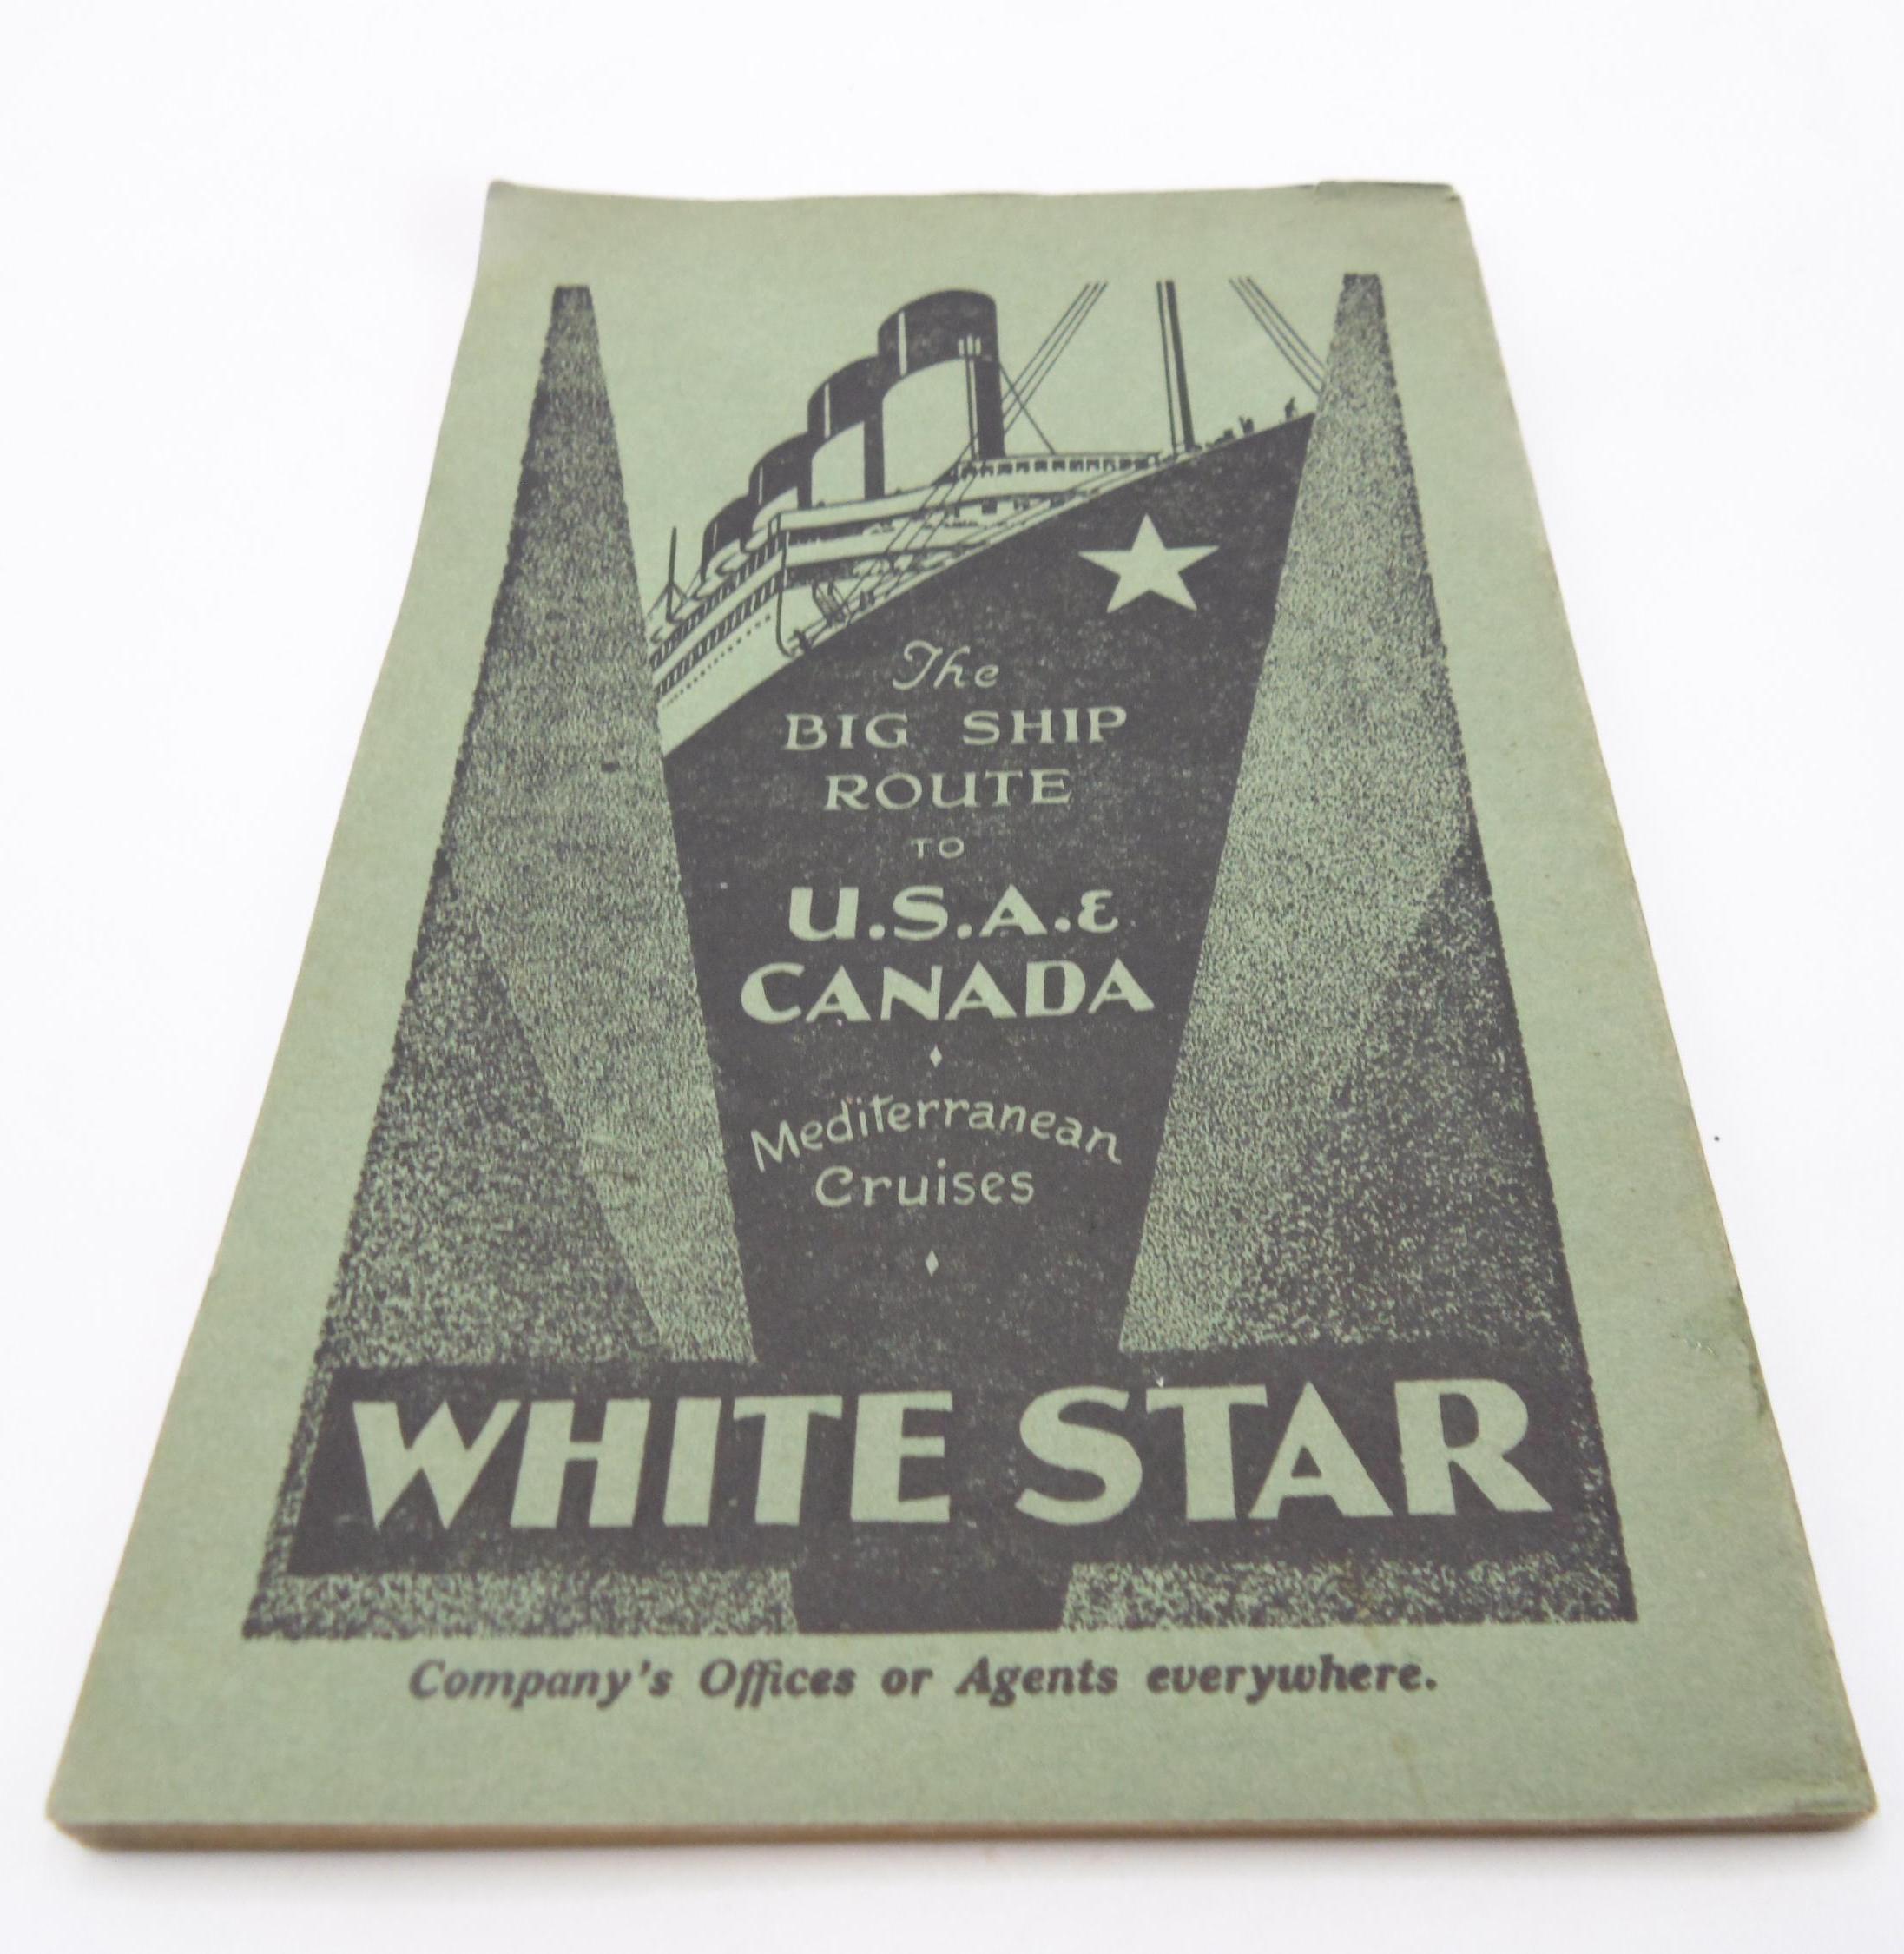 The
BIG SHIP
ROUTE
TO
U.S.A. &
CANADA
Mediterranean
Cruises
WHITE STAR
Company's Offices or Agents everywhere.